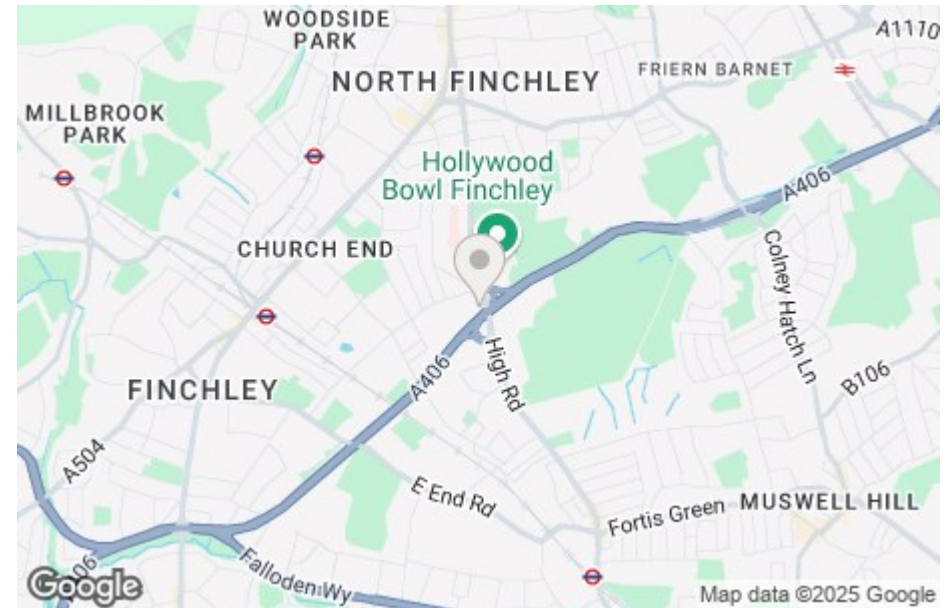 WOODSIDE
PARK
A1110
NORTH FINCHLEY
FRIERN BARNET
MILLBROOK
PARK
Hollywood
Bowl Finchley
A406
CHURCH END
Colney Hatch Ln
High Rd
A406
B106
FINCHLEY
A504
E End Rd
Fortis Green
MUSWELL HILL
A406
Falloden Wy
Google
Map data ©2025 Google